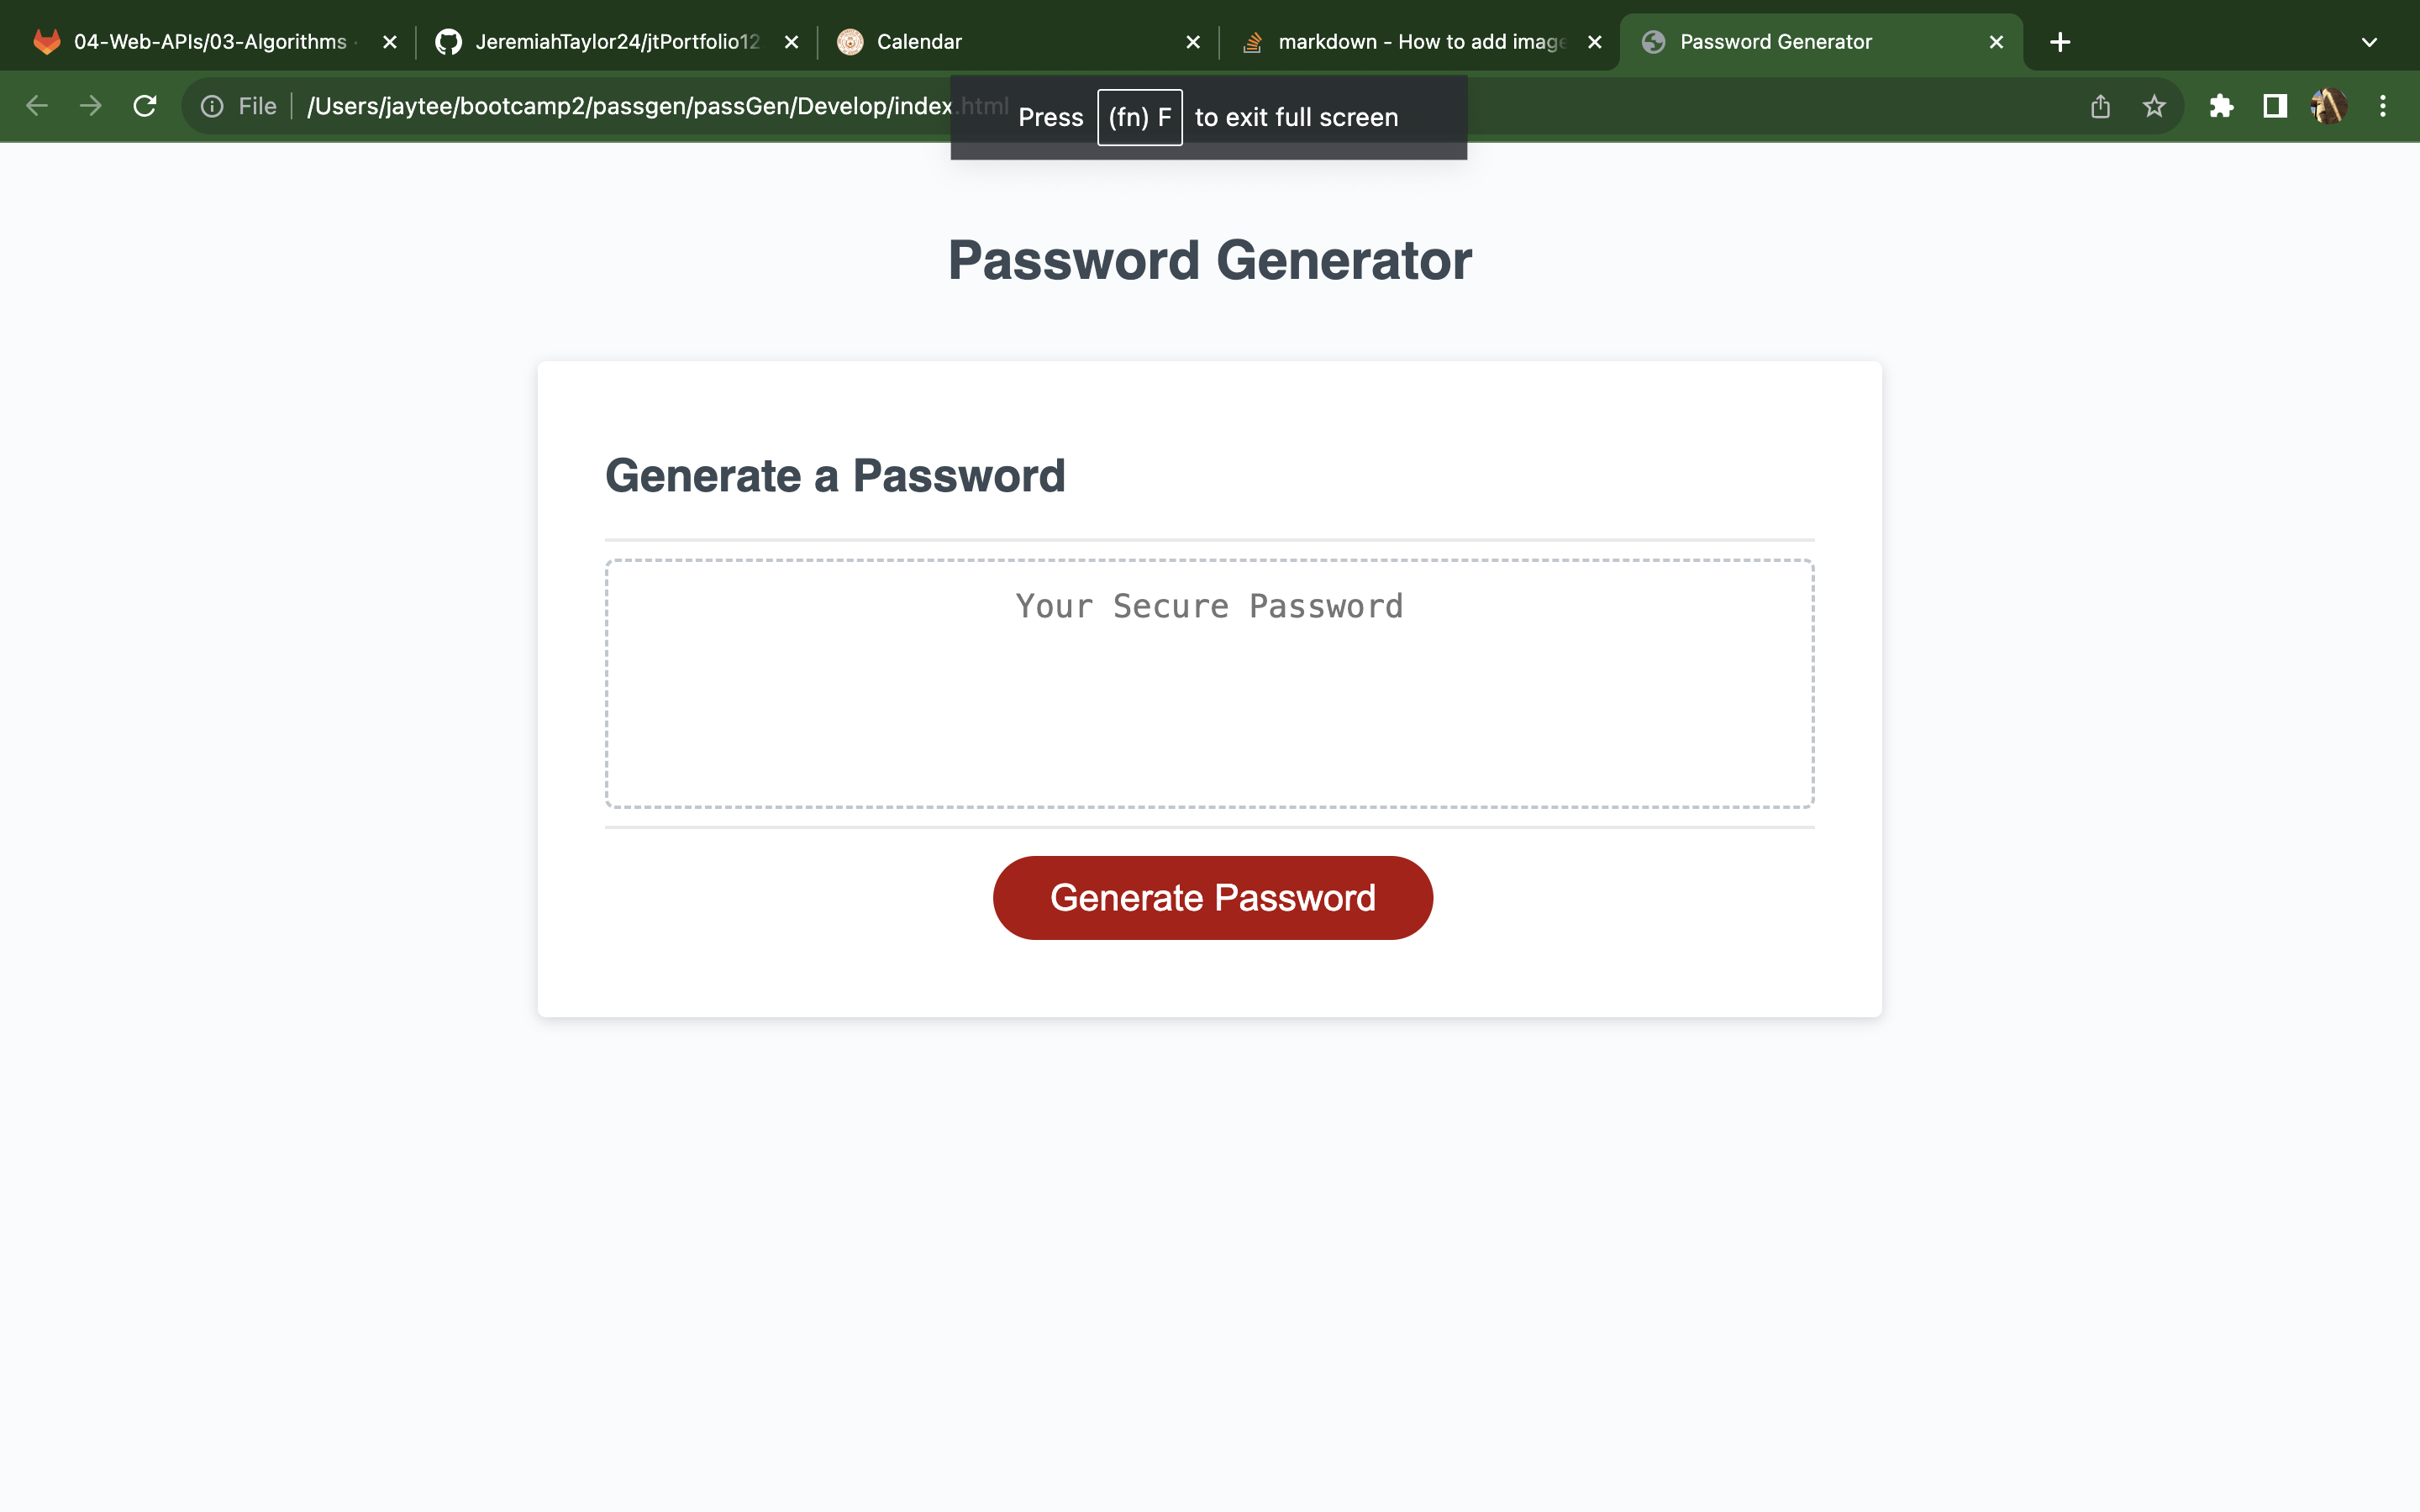 04-Web-APIs/03-Algorithms
JeremiahTaylor24/jtPortfolio12
Calendar
markdown - How to add image
Password Generator
File
/Users/jaytee/bootcamp2/passgen/passGen/Develop/index.html
Press (fn) F to exit full screen
Password Generator
Generate a Password
Your Secure Password
Generate Password